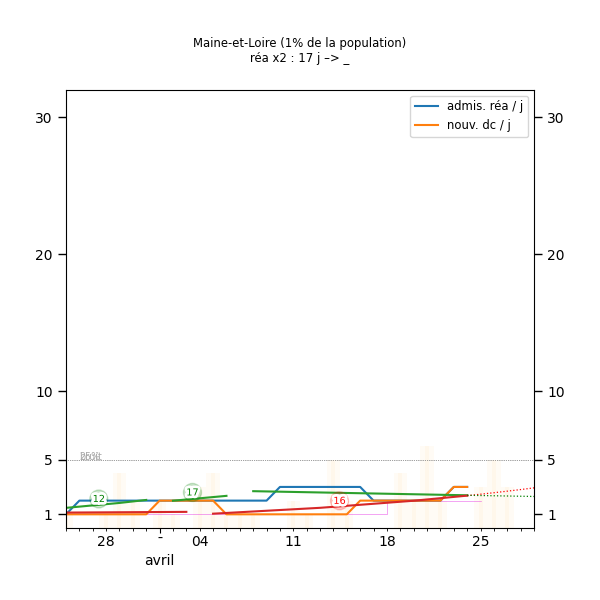 Maine-et-Loire (1% de la population)
réa x2 : 17 j –> _
admis. réa / j
nouv. dc / j
30 30
20 20
10 10
5 5
12 17 16
1 1
28 - 04 11 18 25
avril